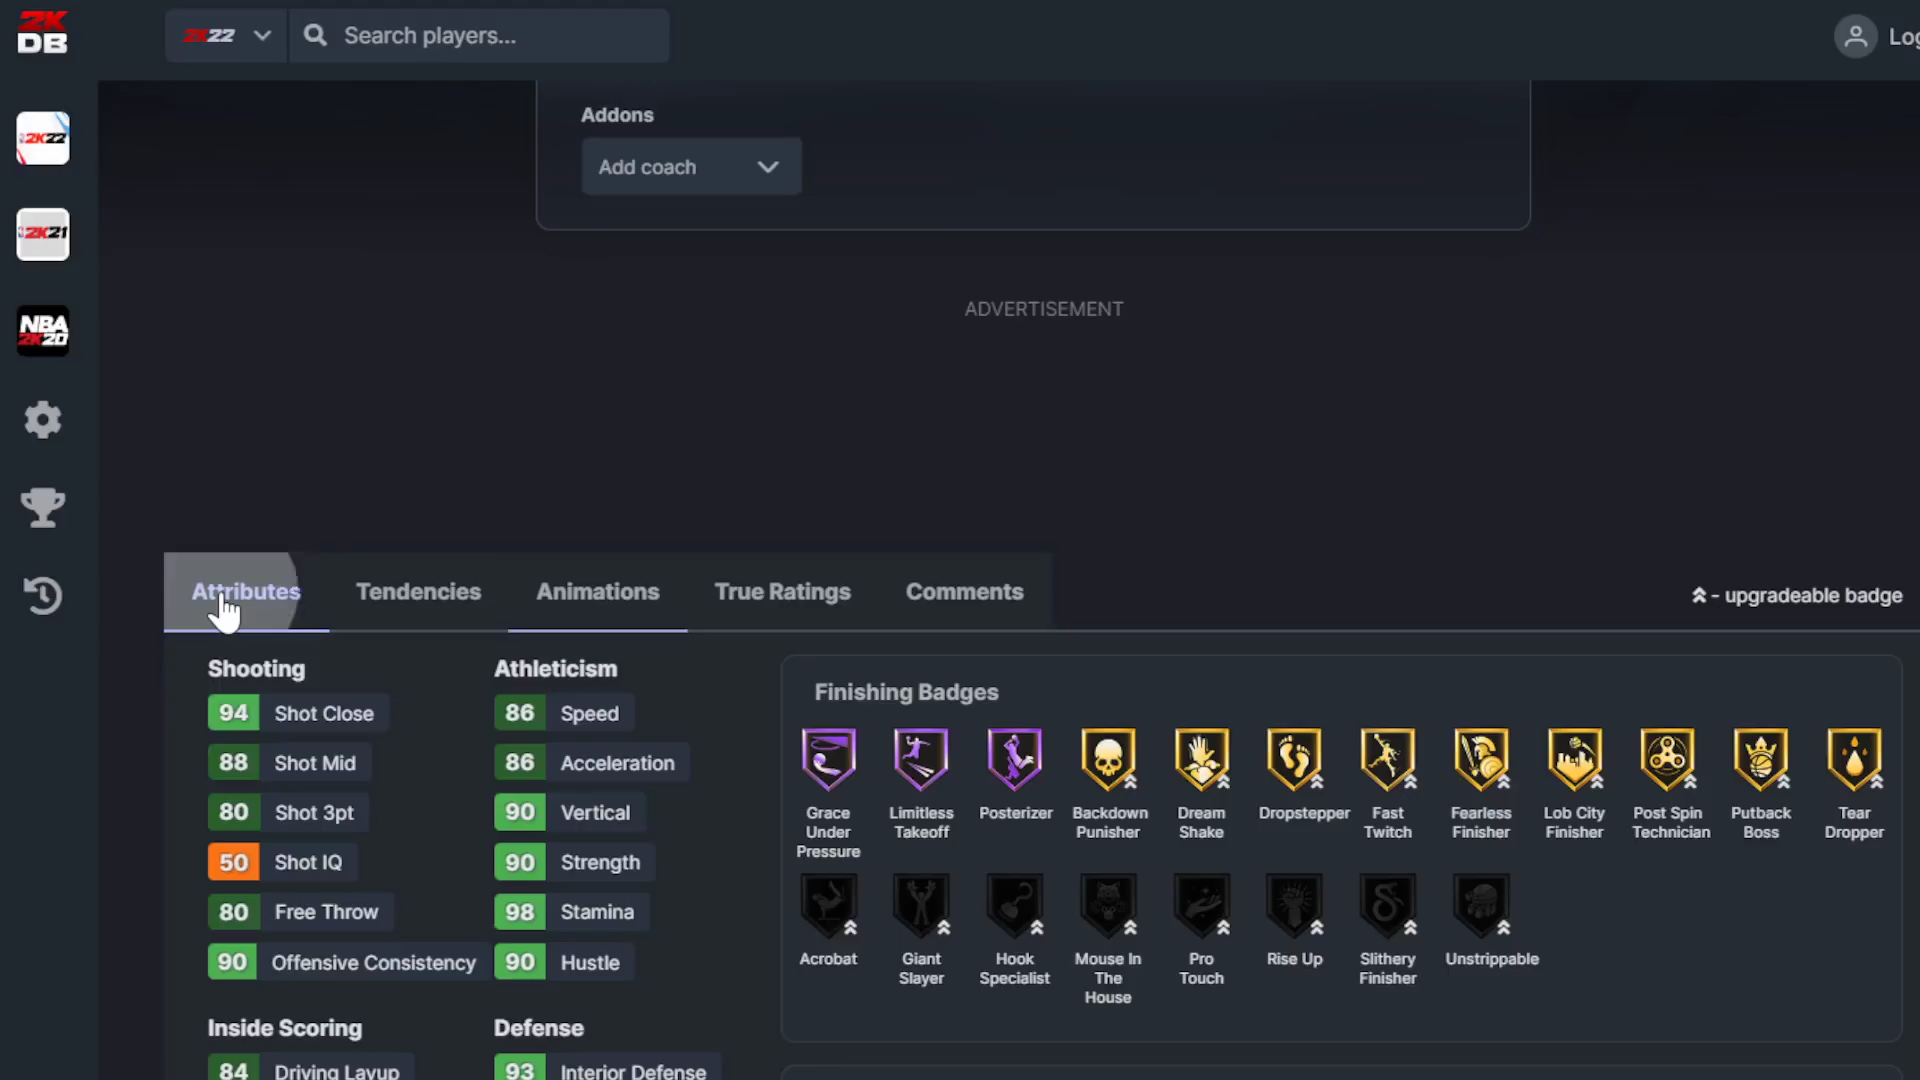 2K
DB
2K22
Search players...
Log
2K22
2K21
NBA
2K20
Addons
Add coach
ADVERTISEMENT
Attributes
Tendencies
Animations
True Ratings
Comments
- upgradeable badge
Shooting
94 Shot Close
88 Shot Mid
80 Shot 3pt
50 Shot IQ
80 Free Throw
90 Offensive Consistency
Inside Scoring
84 Driving Layup
Athleticism
86 Speed
86 Acceleration
90 Vertical
90 Strength
98 Stamina
90 Hustle
Defense
93 Interior Defense
Finishing Badges
Grace
Under
Pressure
Limitless
Takeoff
Posterizer
Backdown
Punisher
Dream
Shake
Dropstepper
Fast
Twitch
Fearless
Finisher
Lob City
Finisher
Post Spin
Technician
Putback
Boss
Tear
Dropper
Acrobat
Giant
Slayer
Hook
Specialist
Mouse In
The
House
Pro
Touch
Rise Up
Slithery
Finisher
Unstrippable